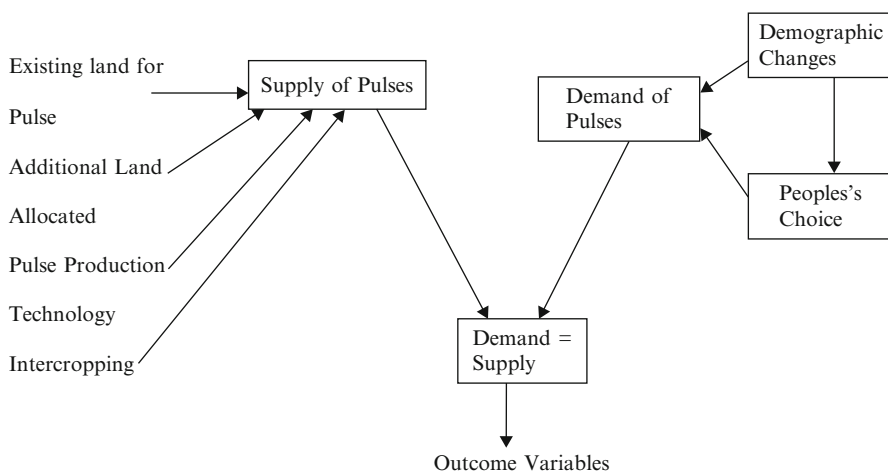 Existing land for
Pulse
Additional Land
Allocated
Pulse Production
Technology
Intercropping
Supply of Pulses
Demand of
Pulses
Demographic
Changes
Peoples's
Choice
Demand =
Supply
Outcome Variables